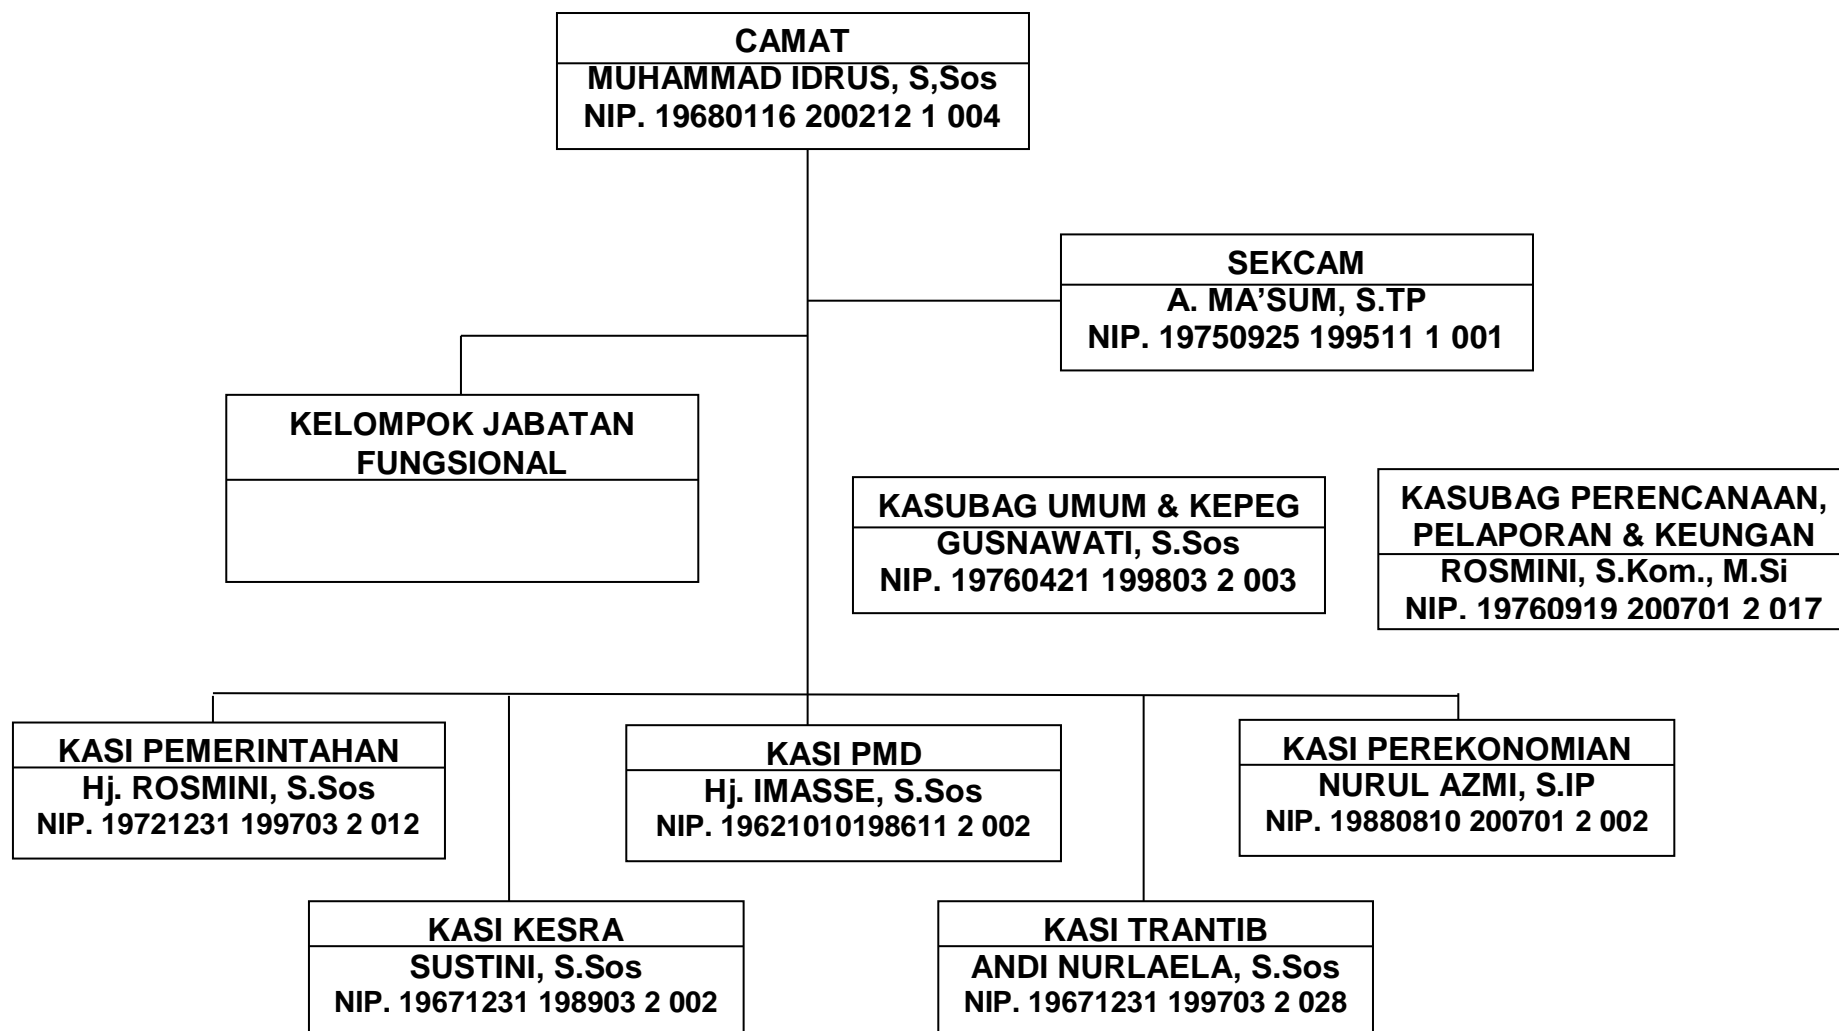 CAMAT
MUHAMMAD IDRUS, S,Sos
NIP. 19680116 200212 1 004
SEKCAM
A. MA’SUM, S.TP
NIP. 19750925 199511 1 001
KELOMPOK JABATAN
FUNGSIONAL
KASUBAG UMUM & KEPEG
GUSNAWATI, S.Sos
NIP. 19760421 199803 2 003
KASUBAG PERENCANAAN,
PELAPORAN & KEUNGAN
ROSMINI, S.Kom., M.Si
NIP. 19760919 200701 2 017
KASI PEMERINTAHAN
Hj. ROSMINI, S.Sos
NIP. 19721231 199703 2 012
KASI PMD
Hj. IMASSE, S.Sos
NIP. 19621010198611 2 002
KASI PEREKONOMIAN
NURUL AZMI, S.IP
NIP. 19880810 200701 2 002
KASI KESRA
SUSTINI, S.Sos
NIP. 19671231 198903 2 002
KASI TRANTIB
ANDI NURLAELA, S.Sos
NIP. 19671231 199703 2 028